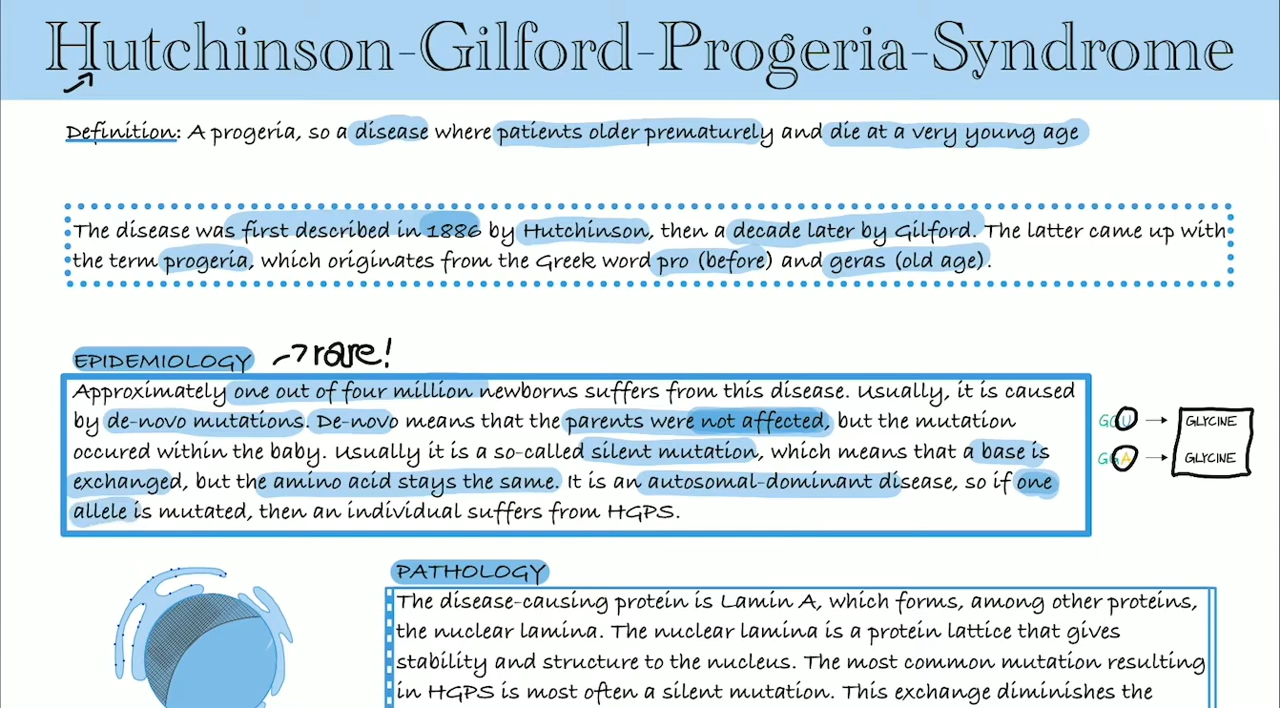 Hutchinson-Gilford-Progeria-Syndrome
Definition: A progeria, so a disease where patients older prematurely and die at a very young age
The disease was first described in 1886 by Hutchinson, then a decade later by Gilford. The latter came up with
the term progeria, which originates from the Greek word pro (before) and geras (old age).
EPIDEMIOLOGY → rare!
Approximately one out of four million newborns suffers from this disease. Usually, it is caused
by de-novo mutations. De-novo means that the parents were not affected, but the mutation
occured within the baby. Usually it is a so-called silent mutation, which means that a base is
exchanged, but the amino acid stays the same. It is an autosomal-dominant disease, so if one
allele is mutated, then an individual suffers from HGPS.
GGU → GLYCINE
GGA → GLYCINE
PATHOLOGY
The disease-causing protein is Lamin A, which forms, among other proteins,
the nuclear lamina. The nuclear lamina is a protein lattice that gives
stability and structure to the nucleus. The most common mutation resulting
in HGPS is most often a silent mutation. This exchange diminishes the